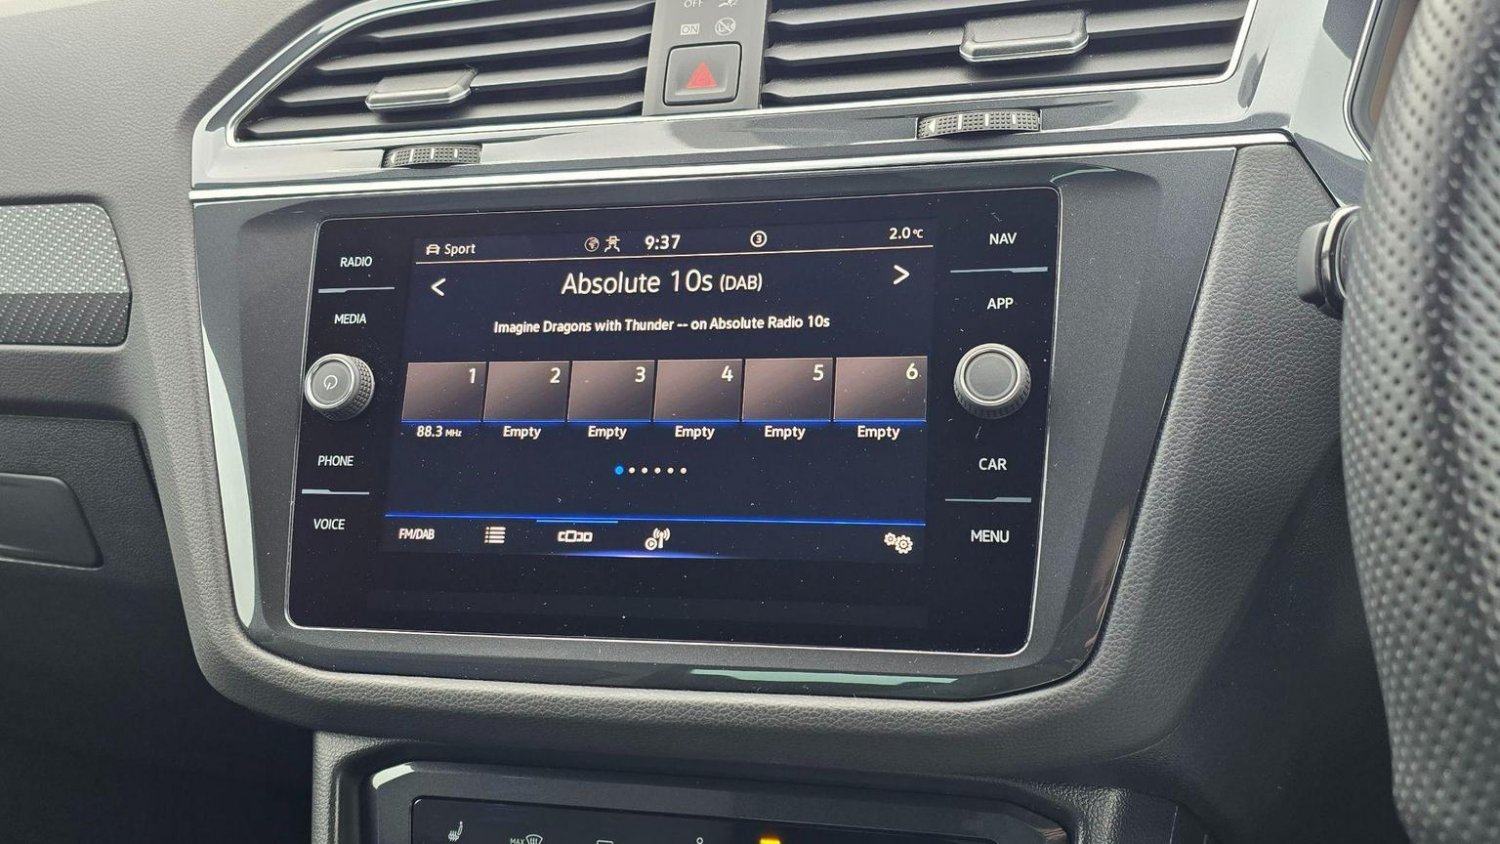 OFF
ON
RADIO
MEDIA
PHONE
VOICE
Sport
9:37
3
2.0°C
< Absolute 10s (DAB) >
Imagine Dragons with Thunder -- on Absolute Radio 10s
1 2 3 4 5 6
88.3 MHz Empty Empty Empty Empty Empty
FM/DAB
NAV
APP
CAR
MENU
MAX